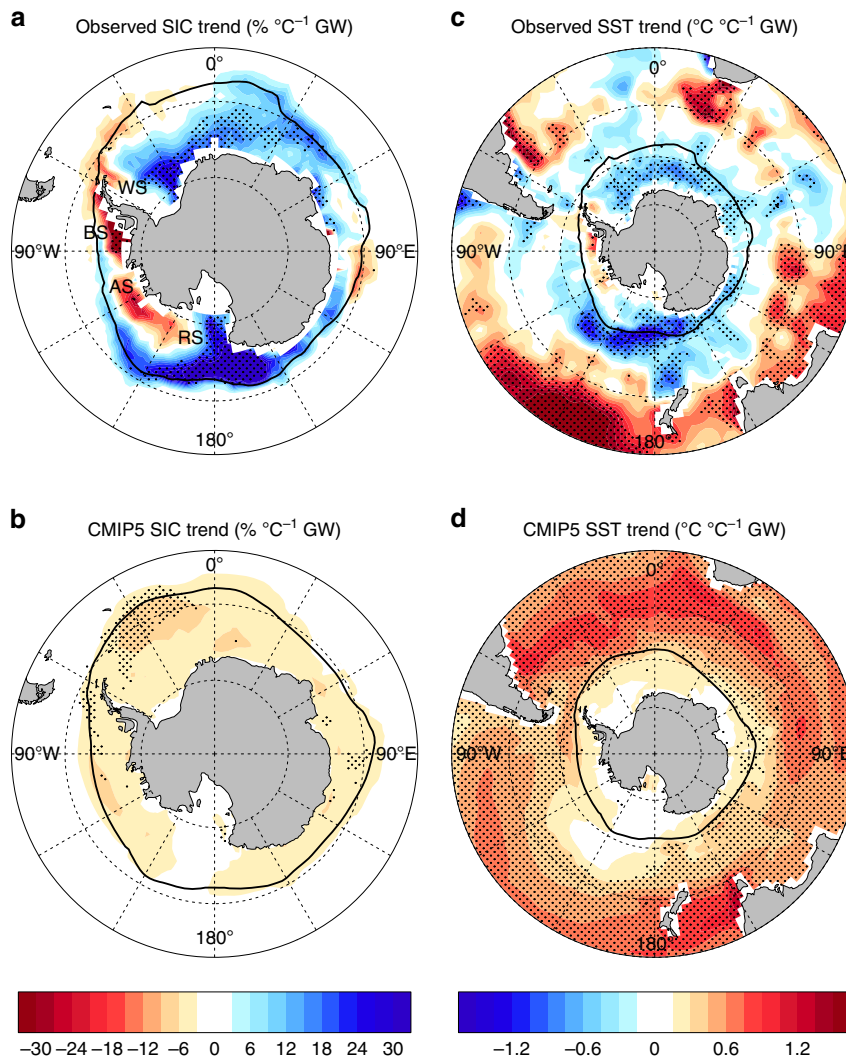 a
Observed SIC trend (% °C⁻¹ GW)
0°
WS
BS
90°W
90°E
AS
RS
180°
c
Observed SST trend (°C °C⁻¹ GW)
0°
90°W
90°E
180°
b
CMIP5 SIC trend (% °C⁻¹ GW)
0°
90°W
90°E
180°
d
CMIP5 SST trend (°C °C⁻¹ GW)
0°
90°W
90°E
180°
−30 −24 −18 −12 −6 0 6 12 18 24 30
−1.2 −0.6 0 0.6 1.2